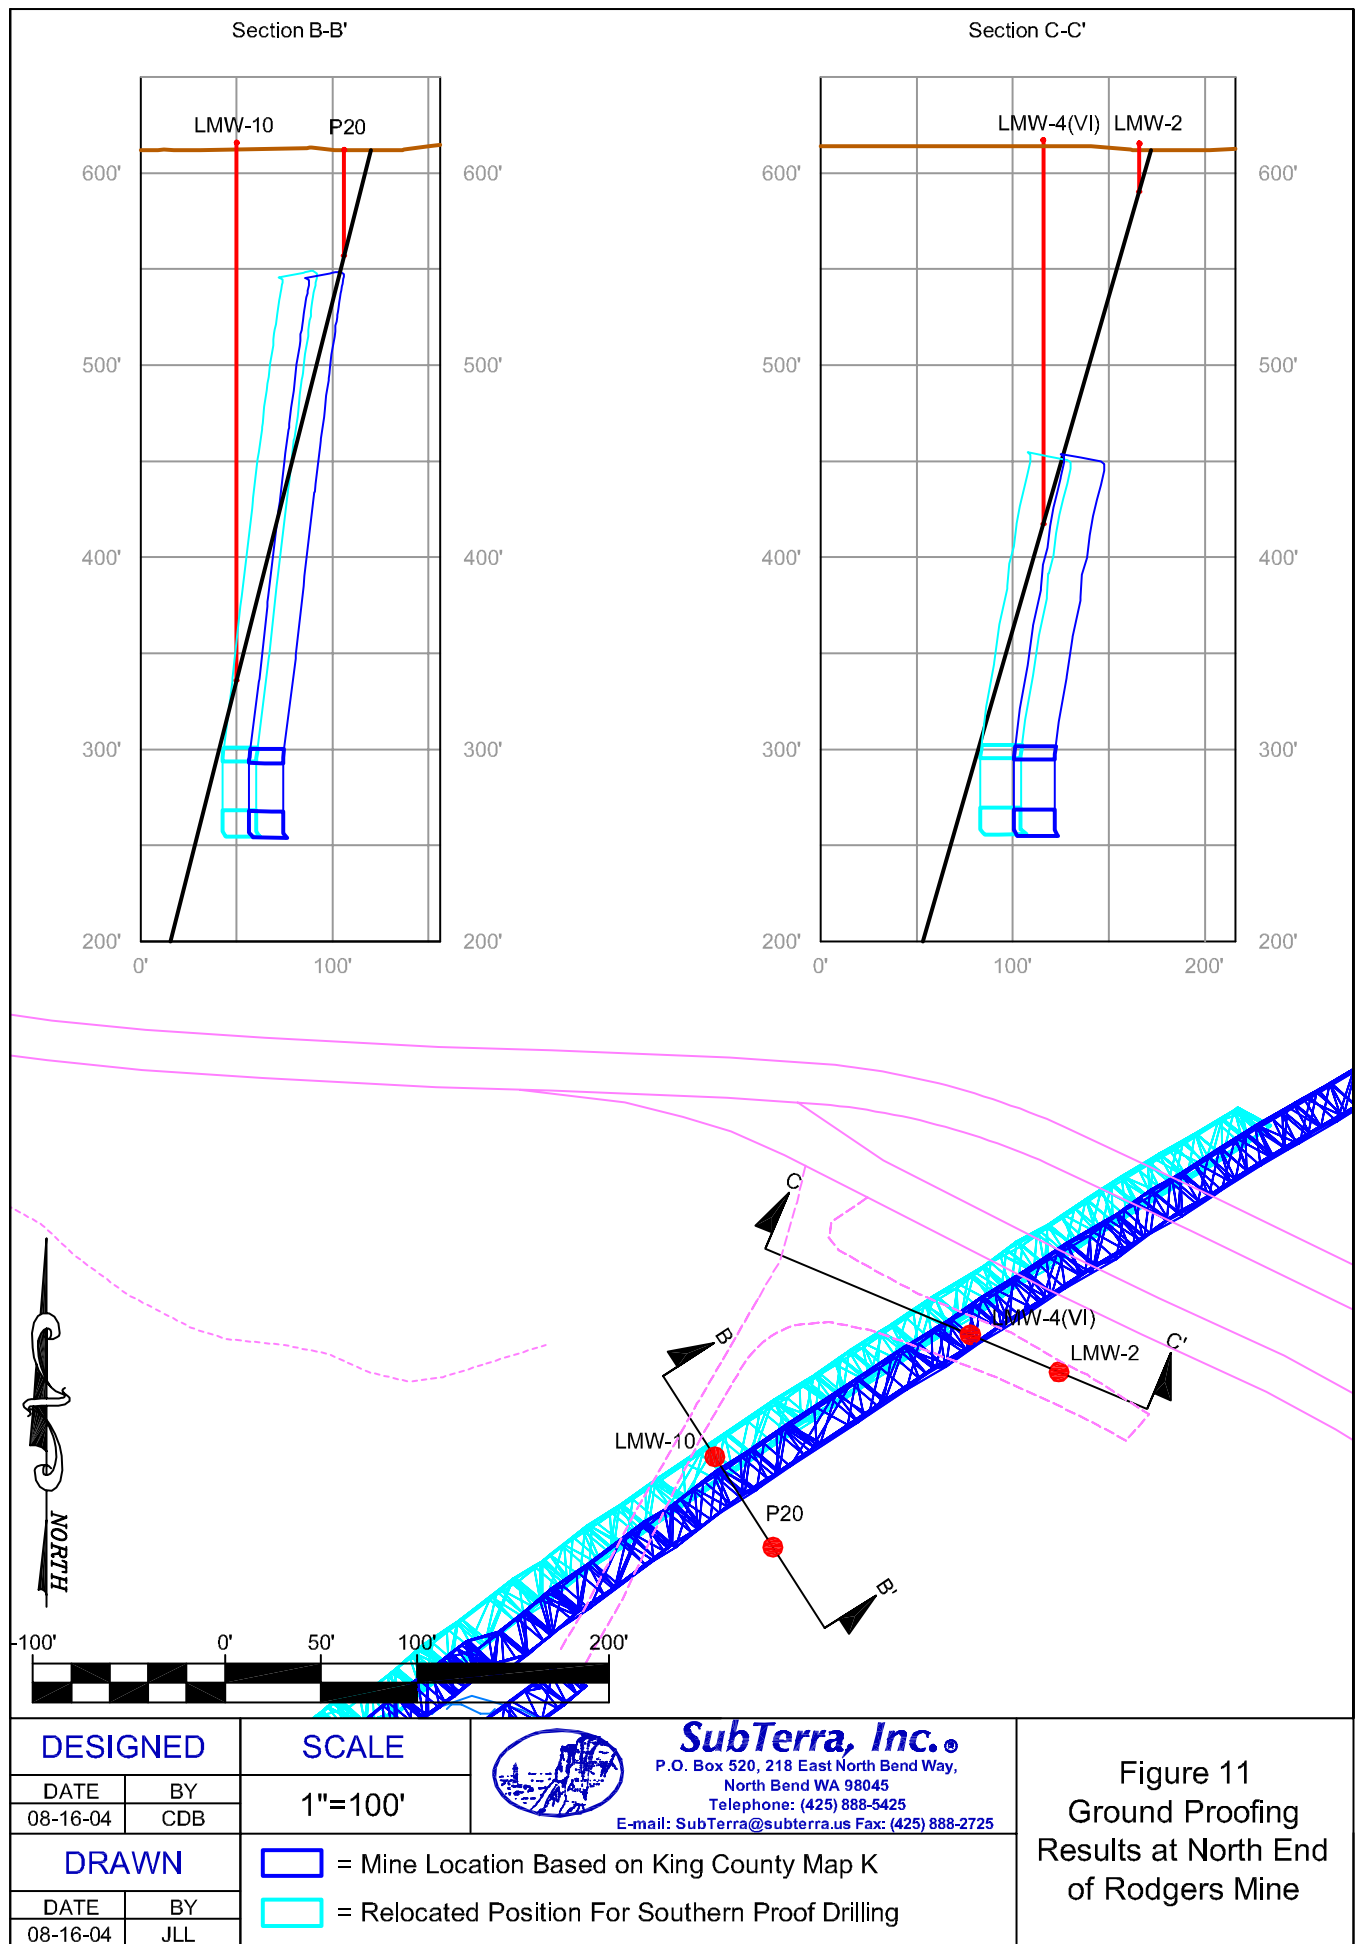 Section B-B'
Section C-C'
LMW-10
P20
LMW-4(VI)
LMW-2
600'
600'
600'
600'
500'
500'
500'
500'
400'
400'
400'
400'
300'
300'
300'
300'
200'
200'
200'
200'
0'
100'
0'
100'
200'
C
B
LMW-4(VI)
C'
LMW-2
LMW-10
P20
B'
NORTH
-100'
0'
50'
100'
200'
DESIGNED
DATE
BY
08-16-04
CDB
SCALE
1"=100'
SubTerra, Inc.®
P.O. Box 520, 218 East North Bend Way,
North Bend WA 98045
Telephone: (425) 888-5425
E-mail: SubTerra@subterra.us Fax: (425) 888-2725
DRAWN
DATE
BY
08-16-04
JLL
= Mine Location Based on King County Map K
= Relocated Position For Southern Proof Drilling
Figure 11
Ground Proofing
Results at North End
of Rodgers Mine